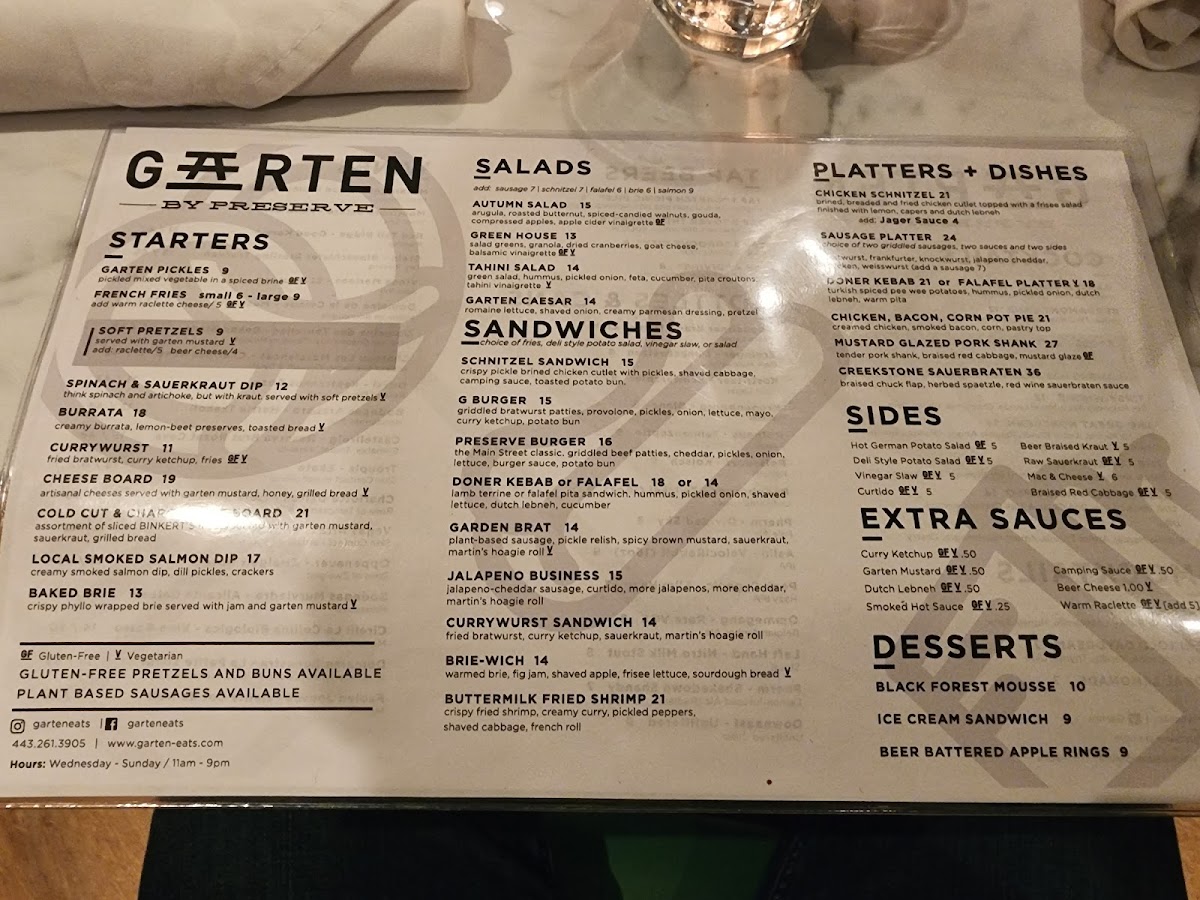 GARTEN
BY PRESERVE
STARTERS
GARTEN PICKLES 9
pickled mixed vegetable in a spiced brine GF V
FRENCH FRIES small 6 - large 9
add warm raclette cheese/ 5 GF V
SOFT PRETZELS 9
served with garten mustard V
add: raclette/5 beer cheese/4
SPINACH & SAUERKRAUT DIP 12
think spinach and artichoke, but with kraut, served with soft pretzels V
BURRATA 18
creamy burrata, lemon-beet preserves, toasted bread V
CURRYWURST 11
fried bratwurst, curry ketchup, fries GF V
CHEESE BOARD 19
artisanal cheeses served with garten mustard, honey, grilled bread V
COLD CUT & BOARD 21
assortment of sliced BINKERT'S with garten mustard,
sauerkraut, grilled bread
LOCAL SMOKED SALMON DIP 17
creamy smoked salmon dip, dill pickles, crackers
BAKED BRIE 13
crispy phyllo wrapped brie served with jam and garten mustard V
GF Gluten-Free | V Vegetarian
GLUTEN-FREE PRETZELS AND BUNS AVAILABLE
PLANT BASED SAUSAGES AVAILABLE
garteneats | garteneats
443.261.3905 | www.garten-eats.com
Hours: Wednesday - Sunday / 11am - 9pm
SALADS
add: sausage 7 | schnitzel 7 | falafel 6 | brie 6 | salmon 9
AUTUMN SALAD 15
arugula, roasted butternut, spiced-candied walnuts, gouda,
compressed apples, apple cider vinaigrette GF
GREEN HOUSE 13
salad greens, granola, dried cranberries, goat cheese,
balsamic vinaigrette GF
TAHINI SALAD 14
green salad, hummus, pickled onion, feta, cucumber, pita croutons,
tahini vinaigrette V
GARTEN CAESAR 14
romaine lettuce, shaved onion, creamy parmesan dressing, pretzel
SANDWICHES
choice of fries, deli style potato salad, vinegar slaw, or salad
SCHNITZEL SANDWICH 15
crispy pickle brined chicken cutlet with pickles, shaved cabbage,
camping sauce, toasted potato bun.
G BURGER 15
griddled bratwurst patties, provolone, pickles, onion, lettuce, mayo,
curry ketchup, potato bun
PRESERVE BURGER 16
the Main Street classic, griddled beef patties, cheddar, pickles, onion,
lettuce, burger sauce, potato bun
DONER KEBAB or FALAFEL 18 or 14
lamb terrine or falafel pita sandwich, hummus, pickled onion, shaved
lettuce, dutch lebneh, cucumber
GARDEN BRAT 14
plant-based sausage, pickle relish, spicy brown mustard, sauerkraut,
martin's hoagie roll V
JALAPENO BUSINESS 15
jalapeno-cheddar sausage, curtido, more jalapenos, more cheddar,
martin's hoagie roll
CURRYWURST SANDWICH 14
fried bratwurst, curry ketchup, sauerkraut, martin's hoagie roll
BRIE-WICH 14
warmed brie, fig jam, shaved apple, frisee lettuce, sourdough bread V
BUTTERMILK FRIED SHRIMP 21
crispy fried shrimp, creamy curry, pickled peppers,
shaved cabbage, french roll
PLATTERS + DISHES
CHICKEN SCHNITZEL 21
brined, breaded and fried chicken cutlet topped with a frisee salad
finished with lemon, capers and dutch lebneh
add: Jager Sauce 4
SAUSAGE PLATTER 24
choice of two griddled sausages, two sauces and two sides
frankfurter, knockwurst, jalapeno cheddar,
weisswurst (add a sausage 7)
DONER KEBAB 21 or FALAFEL PLATTER V 18
turkish spiced pee wee potatoes, hummus, pickled onion, dutch
lebneh, warm pita
CHICKEN, BACON, CORN POT PIE 21
creamed chicken, smoked bacon, corn, pastry top
MUSTARD GLAZED PORK SHANK 27
tender pork shank, braised red cabbage, mustard glaze GF
CREEKSTONE SAUERBRATEN 36
braised chuck flap, herbed spaetzle, red wine sauerbraten sauce
SIDES
Hot German Potato Salad GF 5
Deli Style Potato Salad GF V 5
Vinegar Slaw GF V 5
Curtido GF V 5
Beer Braised Kraut V 5
Raw Sauerkraut GF V 5
Mac & Cheese V 6
Braised Red Cabbage GF V 5
EXTRA SAUCES
Curry Ketchup GF V .50
Garten Mustard GF V .50
Dutch Lebneh GF V .50
Smoked Hot Sauce GF V .25
Camping Sauce GF V .50
Beer Cheese 1.00 V
Warm Raclette GF V (add 5)
DESSERTS
BLACK FOREST MOUSSE 10
ICE CREAM SANDWICH 9
BEER BATTERED APPLE RINGS 9